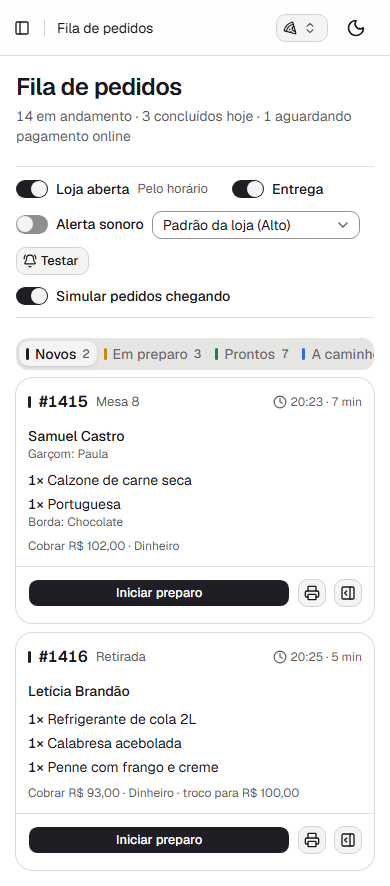 Fila de pedidos
Fila de pedidos
14 em andamento · 3 concluídos hoje · 1 aguardando
pagamento online
Loja aberta Pelo horário Entrega
Alerta sonoro Padrão da loja (Alto)
Testar
Simular pedidos chegando
Novos 2 Em preparo 3 Prontos 7 A caminho
#1415 Mesa 8 20:23 · 7 min
Samuel Castro
Garçom: Paula
1× Calzone de carne seca
1× Portuguesa
Borda: Chocolate
Cobrar R$ 102,00 · Dinheiro
Iniciar preparo
#1416 Retirada 20:25 · 5 min
Letícia Brandão
1× Refrigerante de cola 2L
1× Calabresa acebolada
1× Penne com frango e creme
Cobrar R$ 93,00 · Dinheiro · troco para R$ 100,00
Iniciar preparo